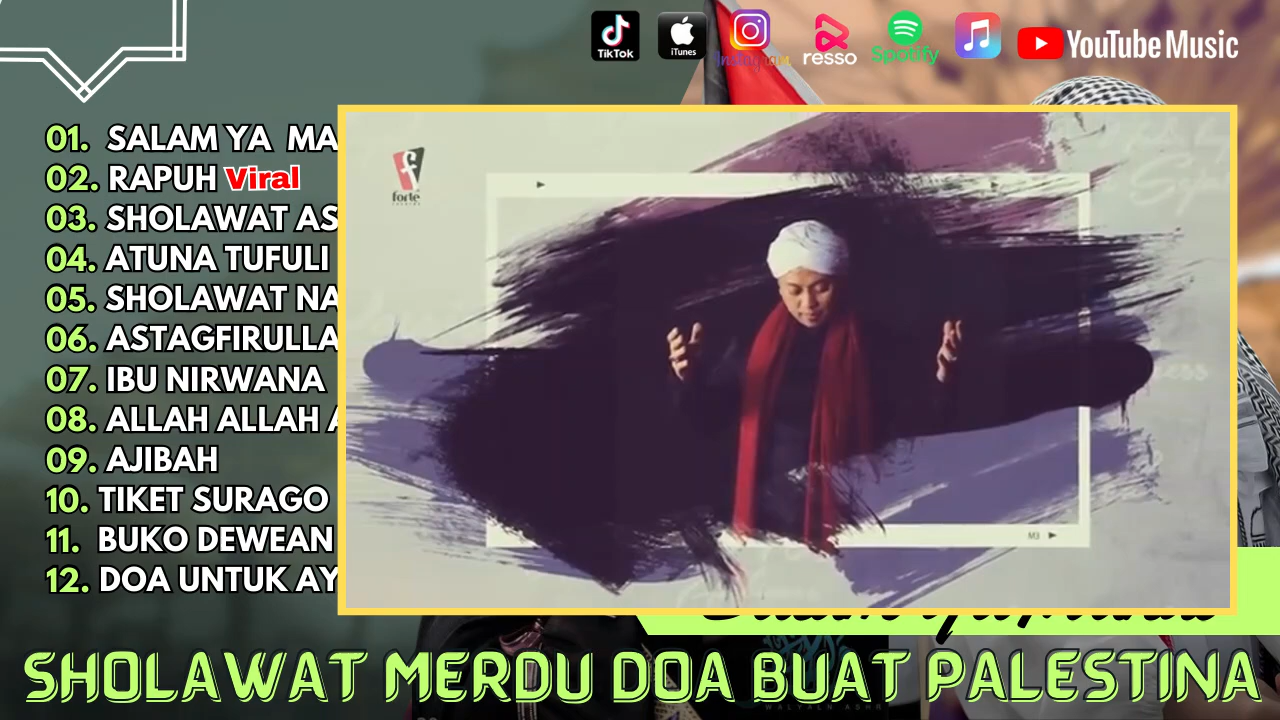 TikTok
iTunes
Instagram
resso
Spotify
YouTube Music
01. SALAM YA MA
02. RAPUH Viral
03. SHOLAWAT AS
04. ATUNA TUFULI
05. SHOLAWAT NA
06. ASTAGFIRULLA
07. IBU NIRWANA
08. ALLAH ALLAH A
09. AJIBAH
10. TIKET SURAGO
11. BUKO DEWEAN
12. DOA UNTUK AY
forte
M3
SHOLAWAT MERDU DOA BUAT PALESTINA